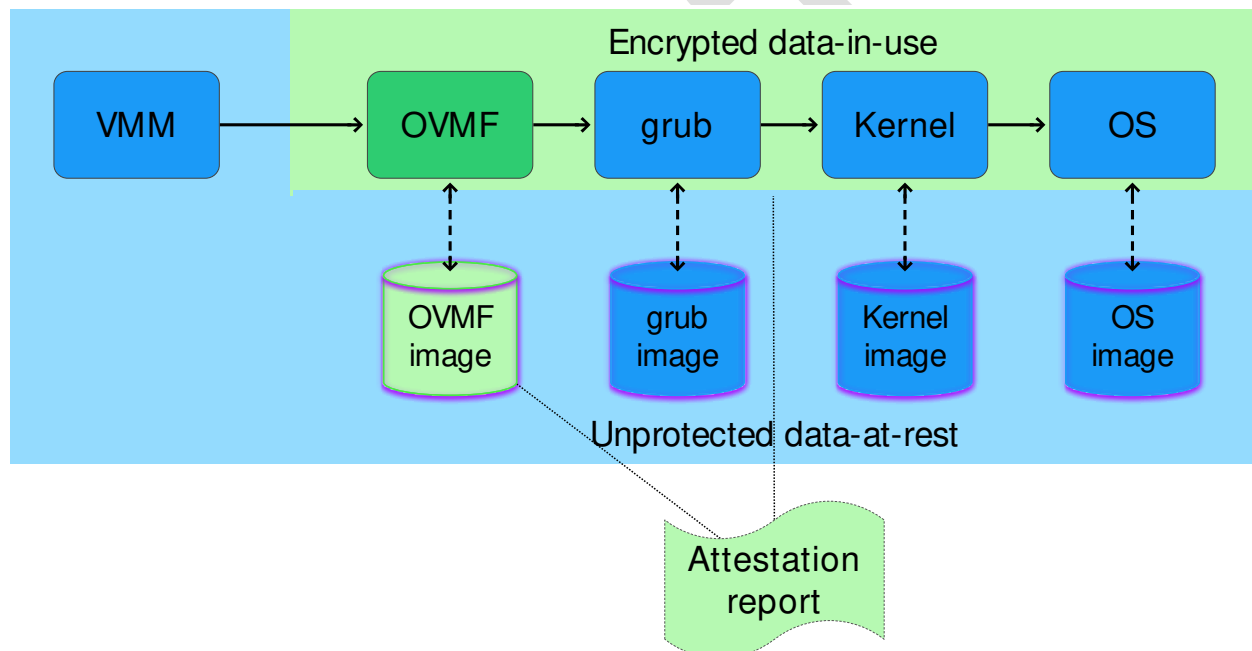 Encrypted data-in-use
VMM
OVMF
grub
Kernel
OS
OVMF
image
grub
image
Kernel
image
OS
image
Unprotected data-at-rest
Attestation
report